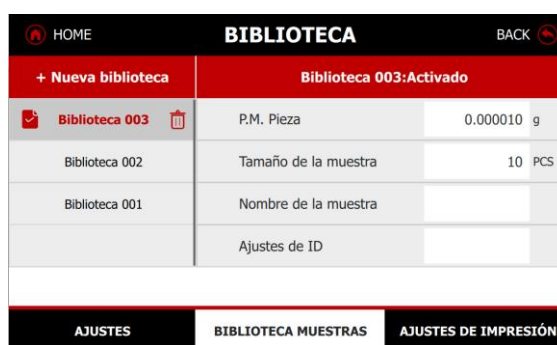 HOME BIBLIOTECA BACK
+ Nueva biblioteca Biblioteca 003:Activado
Biblioteca 003 P.M. Pieza 0.000010 g
Biblioteca 002 Tamaño de la muestra 10 PCS
Biblioteca 001 Nombre de la muestra
Ajustes de ID
AJUSTES BIBLIOTECA MUESTRAS AJUSTES DE IMPRESIÓN